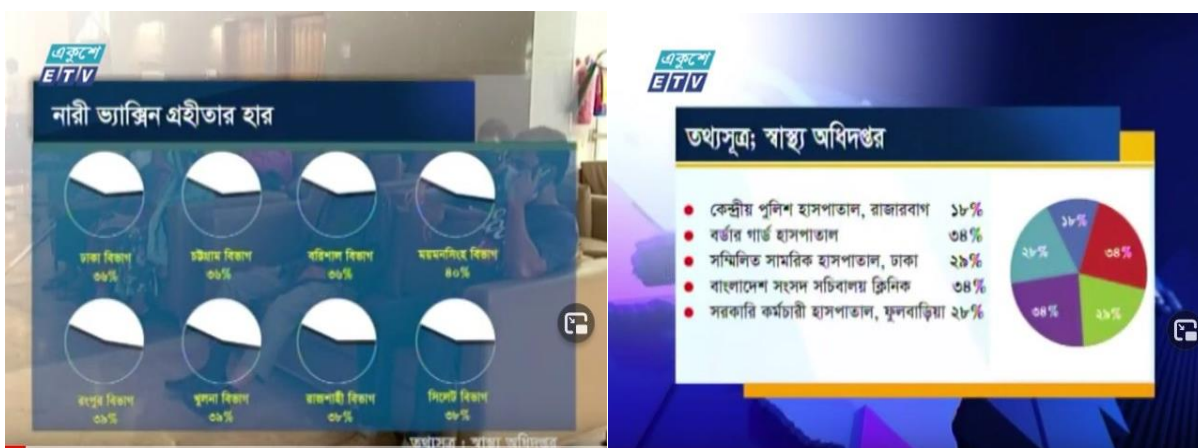 একুশে
ETV
নারী ভ্যাক্সিন গ্রহীতার হার
ঢাকা বিভাগ
৩৬%
চট্টগ্রাম বিভাগ
৩৬%
বরিশাল বিভাগ
৩৬%
ময়মনসিংহ বিভাগ
৪০%
রংপুর বিভাগ
৩৯%
খুলনা বিভাগ
৩৯%
রাজশাহী বিভাগ
৩৮%
সিলেট বিভাগ
৩৮%
তথ্যসূত্র : স্বাস্থ্য অধিদপ্তর
একুশে
ETV
তথ্যসূত্র; স্বাস্থ্য অধিদপ্তর
কেন্দ্রীয় পুলিশ হাসপাতাল, রাজারবাগ ১৮%
বর্ডার গার্ড হাসপাতাল ৩৪%
সম্মিলিত সামরিক হাসপাতাল, ঢাকা ২৯%
বাংলাদেশ সংসদ সচিবালয় ক্লিনিক ৩৪%
সরকারি কর্মচারী হাসপাতাল, ফুলবাড়িয়া ২৮%
১৮%
৩৪%
২৯%
৩৪%
২৮%